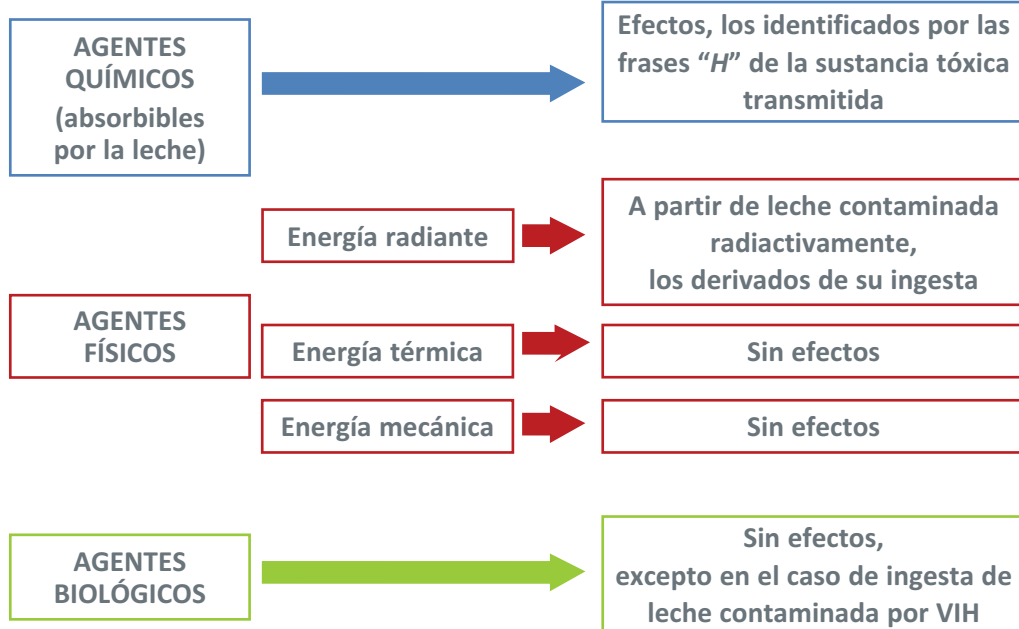 AGENTES
QUÍMICOS
(absorbibles
por la leche)
Efectos, los identificados por las
frases “H” de la sustancia tóxica
transmitida
AGENTES
FÍSICOS
Energía radiante
A partir de leche contaminada
radiactivamente,
los derivados de su ingesta
Energía térmica
Sin efectos
Energía mecánica
Sin efectos
AGENTES
BIOLÓGICOS
Sin efectos,
excepto en el caso de ingesta de
leche contaminada por VIH